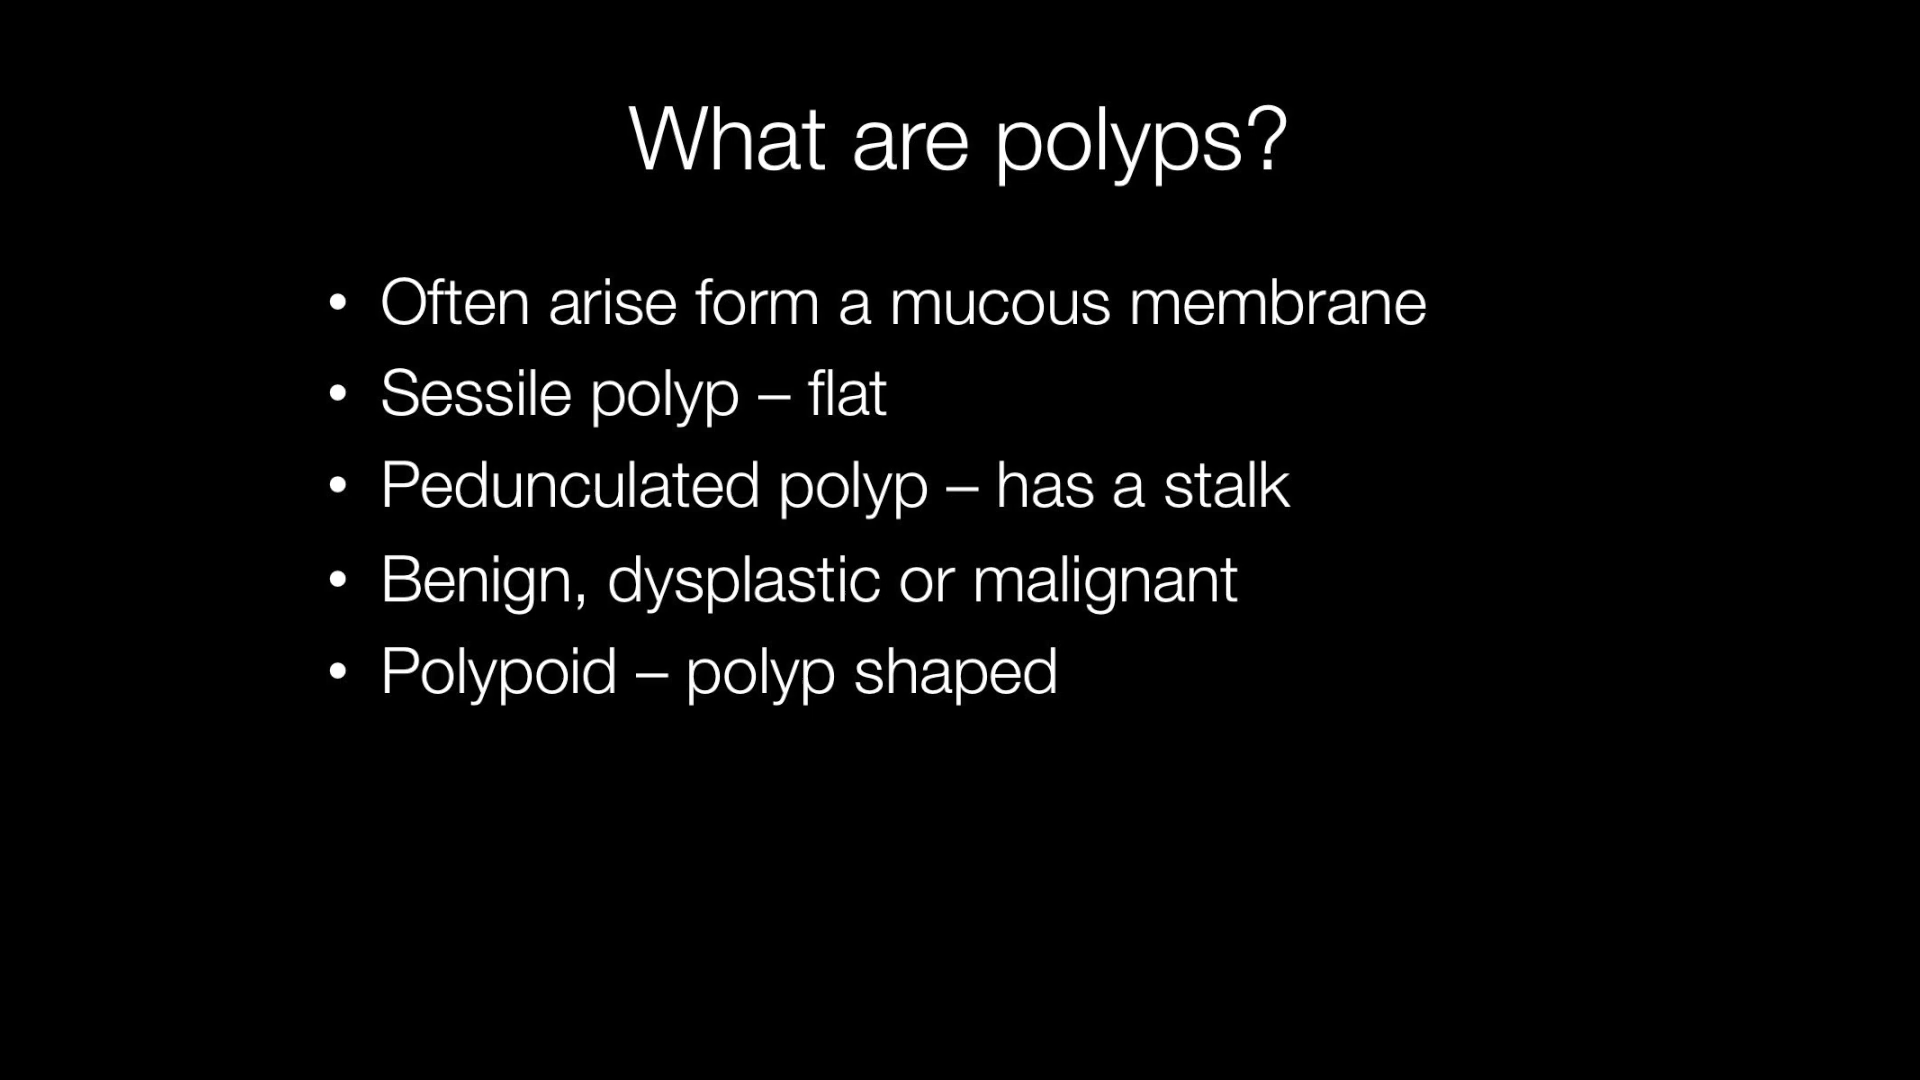 What are polyps?
• Often arise form a mucous membrane
• Sessile polyp – flat
• Pedunculated polyp – has a stalk
• Benign, dysplastic or malignant
• Polypoid – polyp shaped